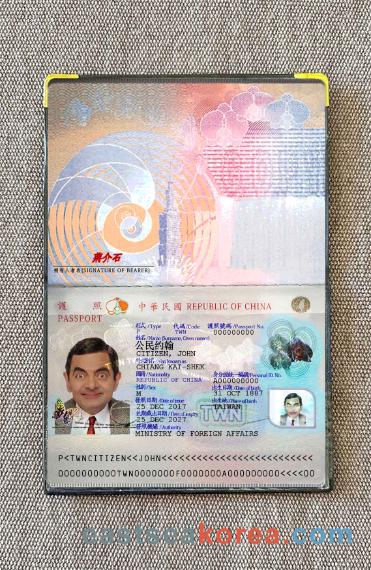 蔣介石
持照人簽名(SIGNATURE OF BEARER)
護 照 中華民國 REPUBLIC OF CHINA
PASSPORT
型式/Type 代碼/Code 護照號碼/Passport No.
P TWN 000000000
姓名/Name (Surname, Given names)
公民約翰
CITIZEN, JOHN
CHIANG KAI-SHEK
國籍/Nationality 身分證統一編號/Personal ID. No.
REPUBLIC OF CHINA A000000000
性別/Sex 出生日期/Date of birth
M 31 OCT 1887
發照日期/Date of issue 出生地/Place of birth
25 DEC 2017 TAIWAN
效期截止日期/Date of expiry
25 DEC 2027
發照機關/Authority
MINISTRY OF FOREIGN AFFAIRS
TWN
P<TWNCITIZEN<<JOHN<<<<<<<<<<<<<<<<<<<<<<<<<<
eastseakorea.com